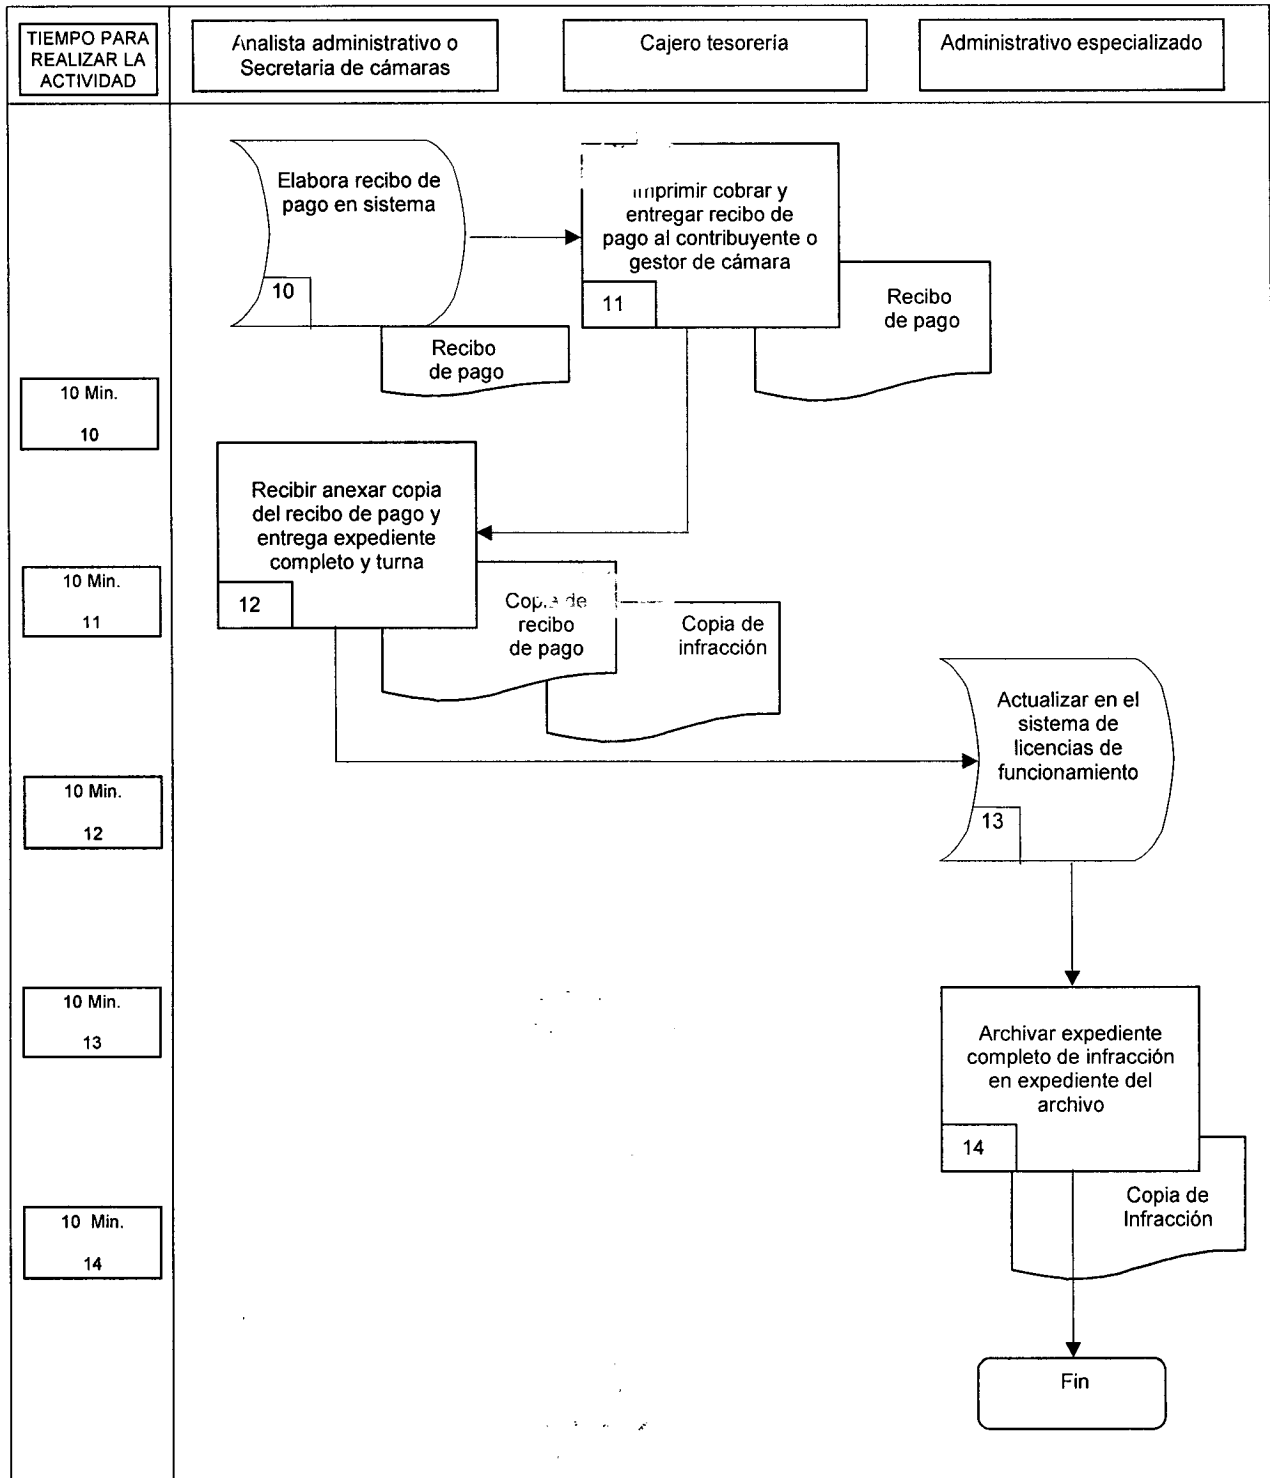 TIEMPO PARA
REALIZAR LA
ACTIVIDAD
Analista administrativo o
Secretaria de cámaras
Cajero tesorería
Administrativo especializado
Elabora recibo de
pago en sistema
10
Recibo
de pago
Imprimir cobrar y
entregar recibo de
pago al contribuyente o
gestor de cámara
11
Recibo
de pago
10 Min.
10
Recibir anexar copia
del recibo de pago y
entrega expediente
completo y turna
12
Copia de
recibo
de pago
Copia de
infracción
10 Min.
11
Actualizar en el
sistema de
licencias de
funcionamiento
13
10 Min.
12
10 Min.
13
Archivar expediente
completo de infracción
en expediente del
archivo
14
Copia de
Infracción
10 Min.
14
Fin